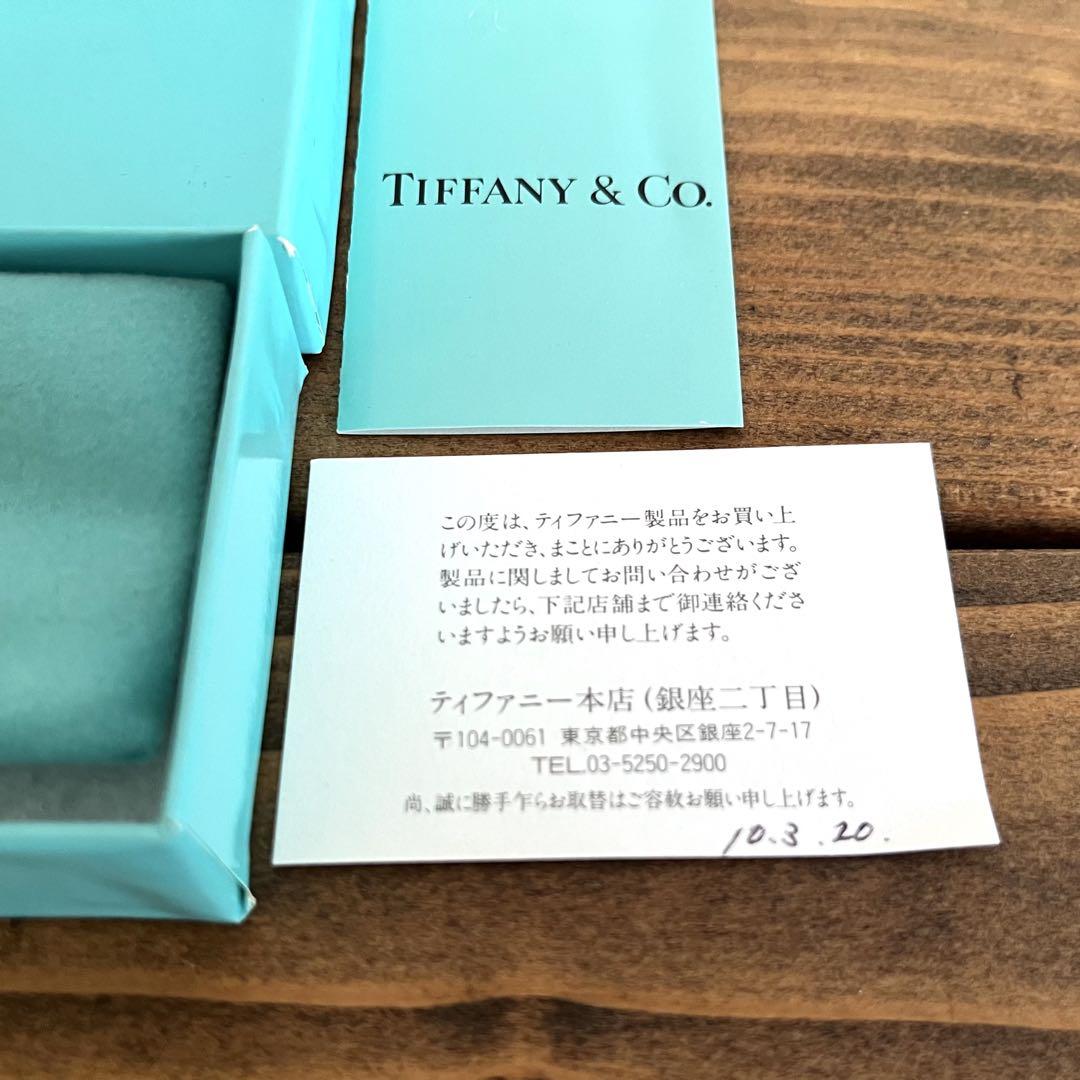 TIFFANY & CO.
この度は、ティファニー製品をお買い上
げいただき、まことにありがとうございます。
製品に関しましてお問い合わせがござ
いましたら、下記店舗まで御連絡くださ
いますようお願い申し上げます。
ティファニー本店(銀座二丁目)
〒104-0061 東京都中央区銀座2-7-17
TEL.03-5250-2900
尚、誠に勝手乍らお取替はご容赦お願い申し上げます。
10.3.20.